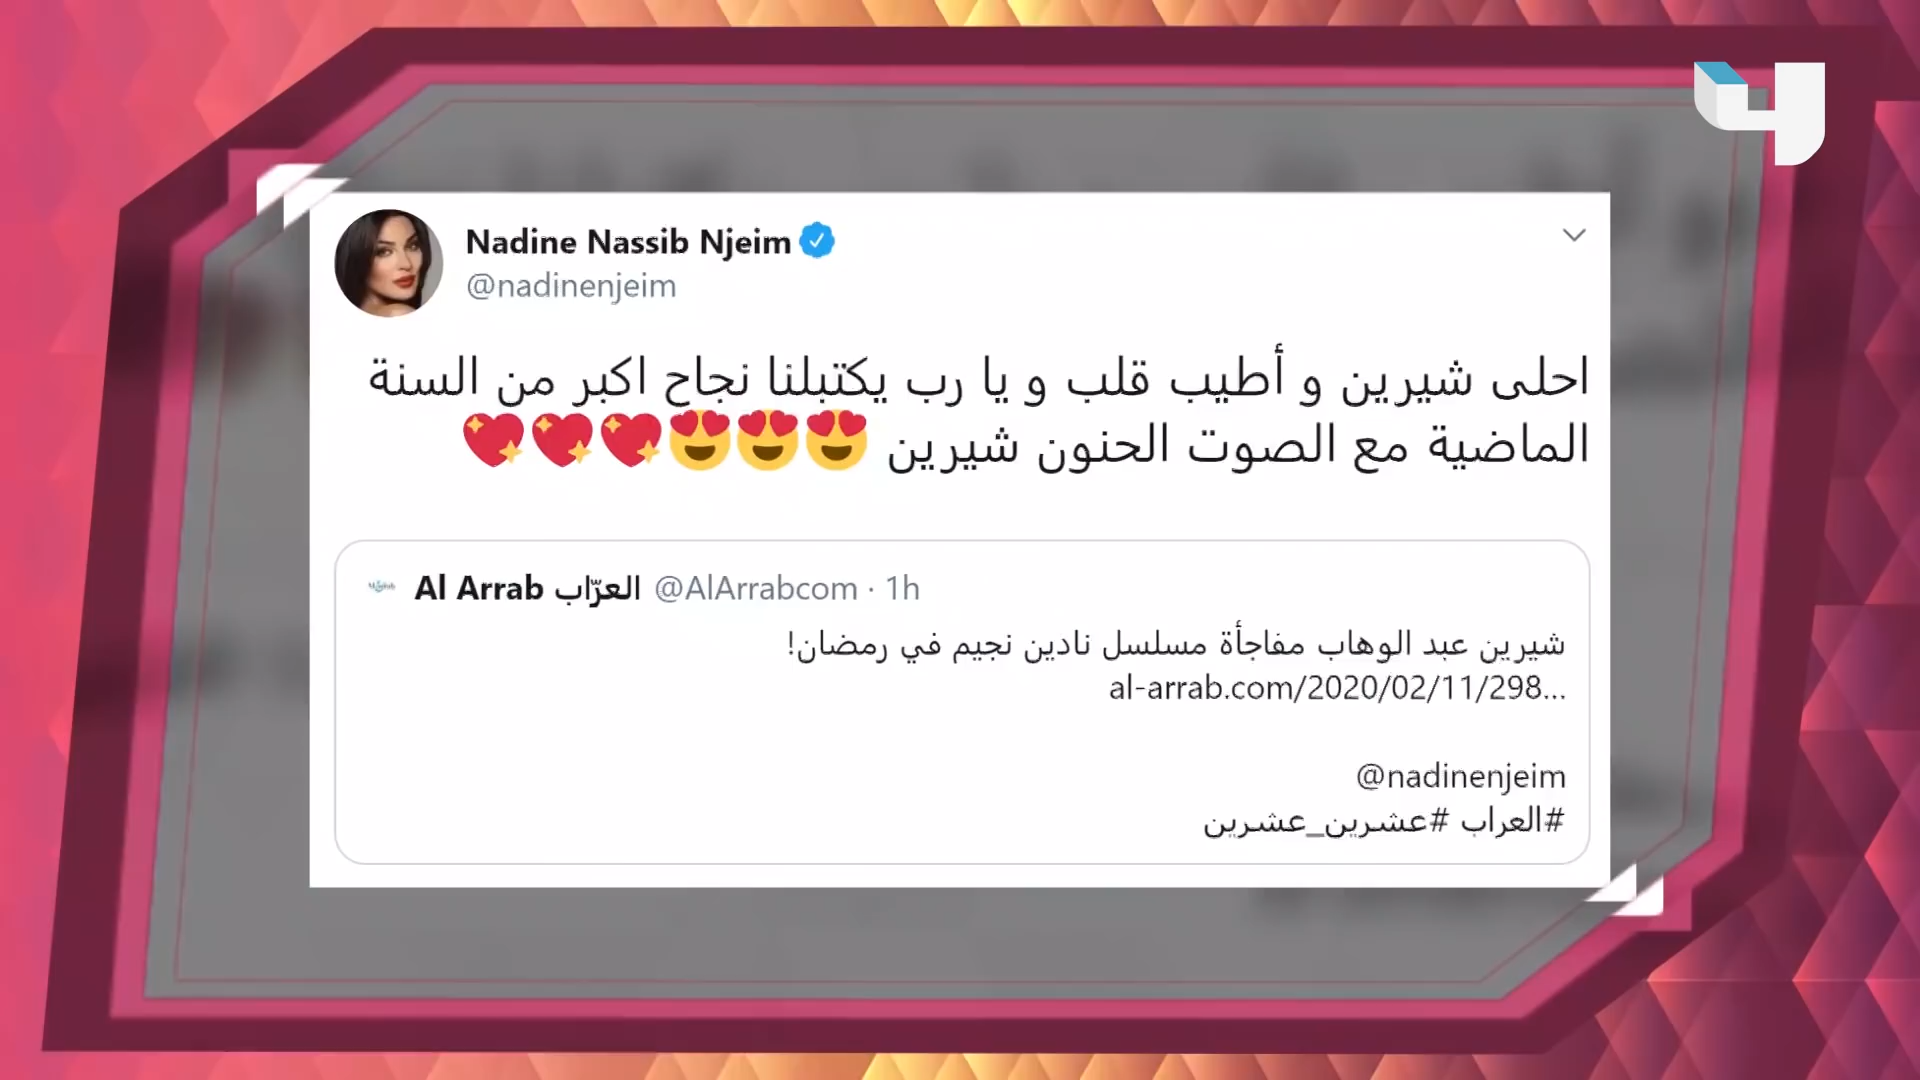 Nadine Nassib Njeim
@nadinenjeim
احلى شيرين و أطيب قلب و يا رب يكتبلنا نجاح اكبر من السنة
الماضية مع الصوت الحنون شيرين 😍😍😍💖💖💖
Al Arrab العرّاب @AlArrabcom · 1h
شيرين عبد الوهاب مفاجأة مسلسل نادين نجيم في رمضان!
al-arrab.com/2020/02/11/298...
@nadinenjeim
#العراب #عشرين_عشرين